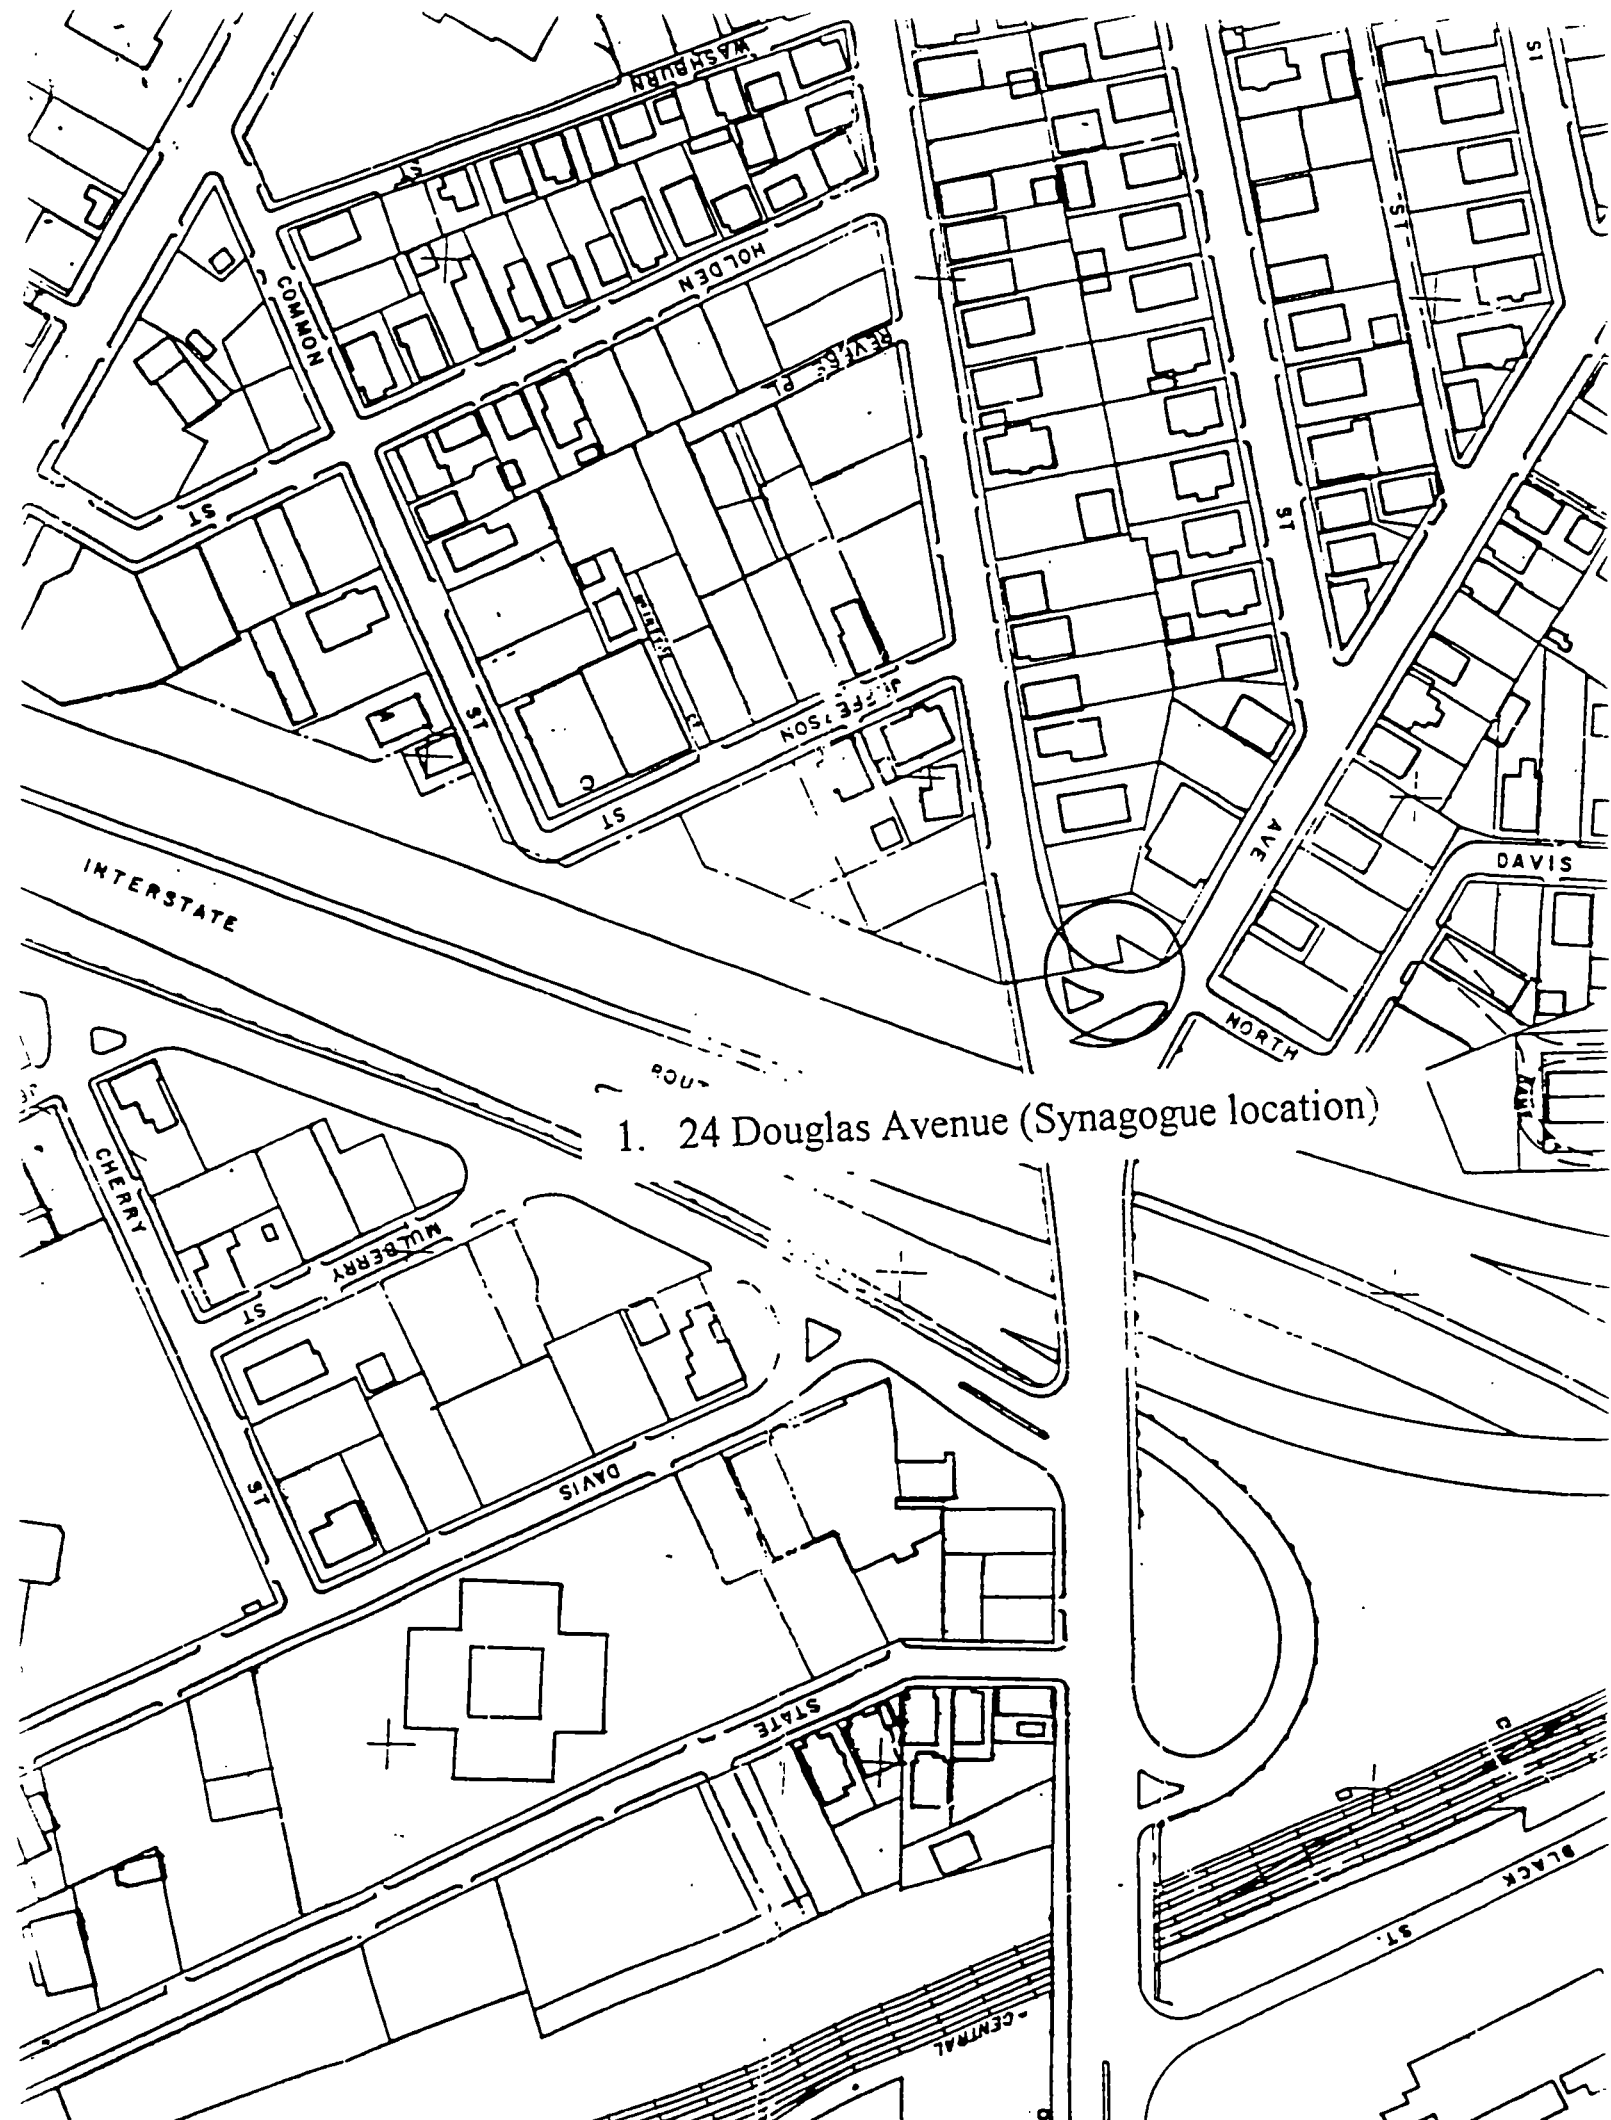 WASHBURN
ST
ST
HOLDEN
COMMON
PL
ST
ST
ST
JEFFERSON
ST
AVE
DAVIS
INTERSTATE
NORTH
1. 24 Douglas Avenue (Synagogue location)
CHERRY
MULBERRY
ST
DAVIS
ST
STATE
BLACK
ST.
CENTRAL